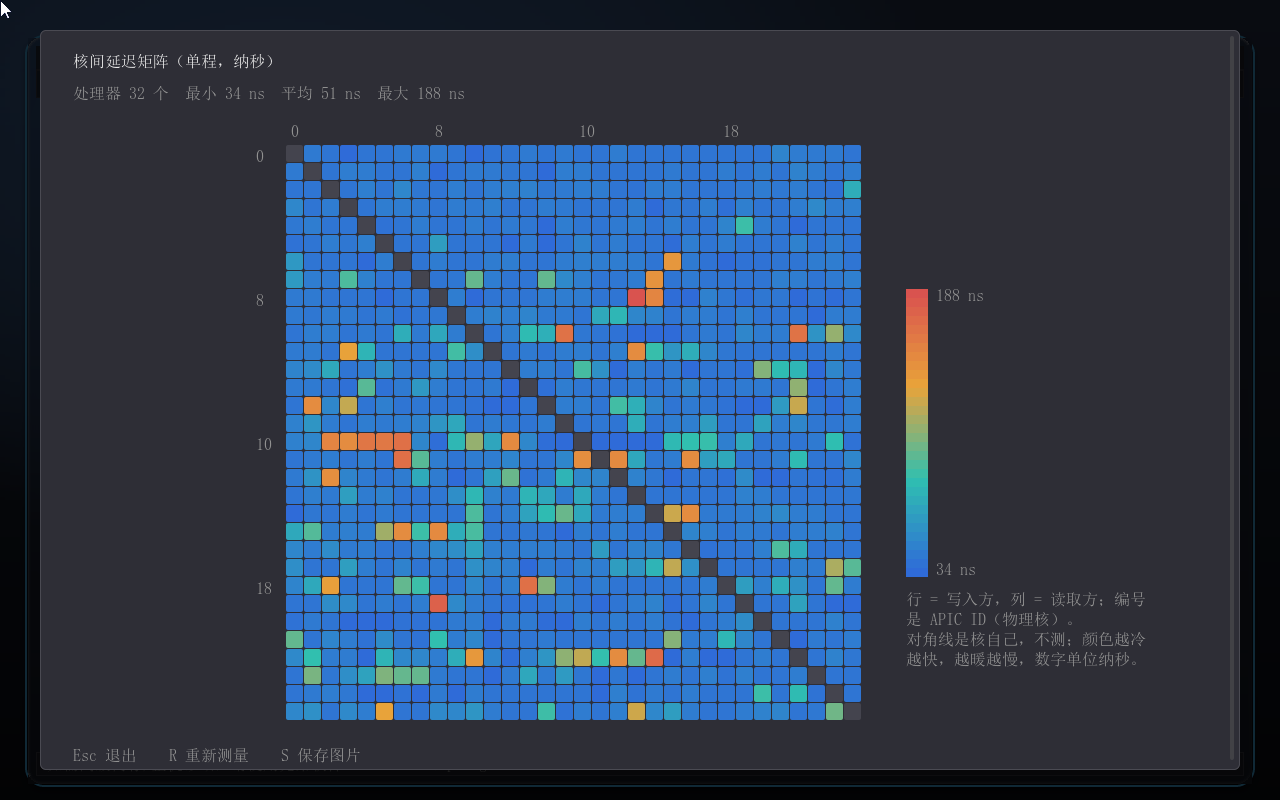 核间延迟矩阵（单程，纳秒）
处理器 32 个  最小 34 ns  平均 51 ns  最大 188 ns
0 8 10 18
0
8
10
18
188 ns
34 ns
行 = 写入方，列 = 读取方；编号
是 APIC ID（物理核）。
对角线是核自己，不测；颜色越冷
越快，越暖越慢，数字单位纳秒。
Esc 退出  R 重新测量  S 保存图片